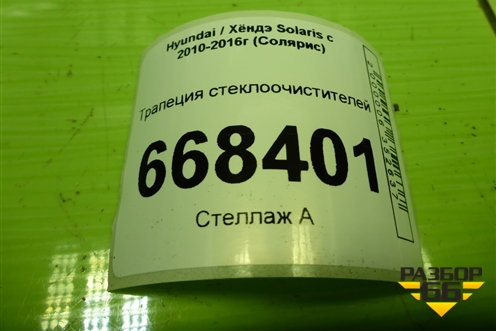 Hyundai / Хёндэ Solaris с
2010-2016г (Солярис)
Трапеция стеклоочистителей
668401
Стеллаж А
РАЗБОР
66